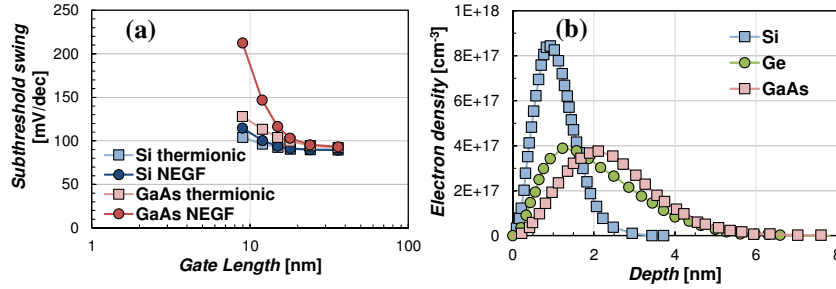 (a)
Subthreshold swing
[mV/dec]
250
200
150
100
50
0
1
10
100
Gate Length [nm]
Si thermionic
Si NEGF
GaAs thermionic
GaAs NEGF
(b)
Electron density [cm-3]
1E+18
8E+17
6E+17
4E+17
2E+17
0
0
2
4
6
8
Depth [nm]
Si
Ge
GaAs